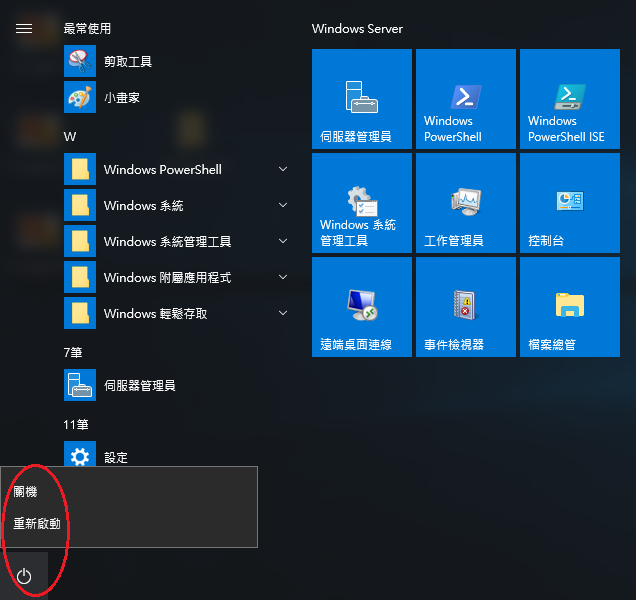 最常使用
剪取工具
小畫家
W
Windows PowerShell
Windows 系統
Windows 系統管理工具
Windows 附屬應用程式
Windows 輕鬆存取
7筆
伺服器管理員
11筆
設定
關機
重新啟動
Windows Server
伺服器管理員
Windows
PowerShell
Windows
PowerShell ISE
Windows 系統
管理工具
工作管理員
控制台
遠端桌面連線
事件檢視器
檔案總管